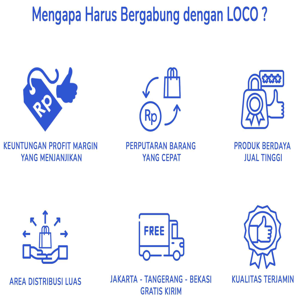 Mengapa Harus Bergabung dengan LOCO ?
Rp
Rp
KEUNTUNGAN PROFIT MARGIN
YANG MENJANJIKAN
PERPUTARAN BARANG
YANG CEPAT
PRODUK BERDAYA
JUAL TINGGI
FREE
AREA DISTRIBUSI LUAS
JAKARTA - TANGERANG - BEKASI
GRATIS KIRIM
KUALITAS TERJAMIN